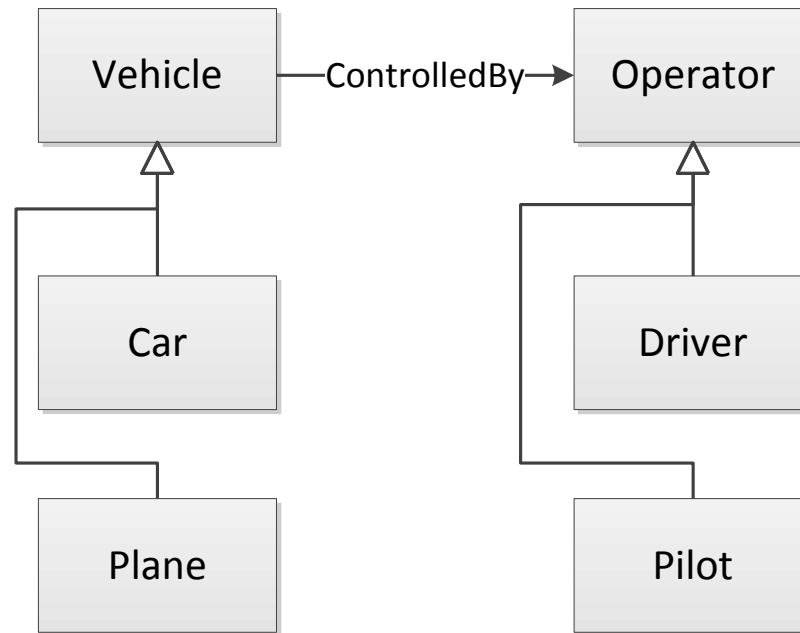 Vehicle
ControlledBy
Operator
Car
Driver
Plane
Pilot